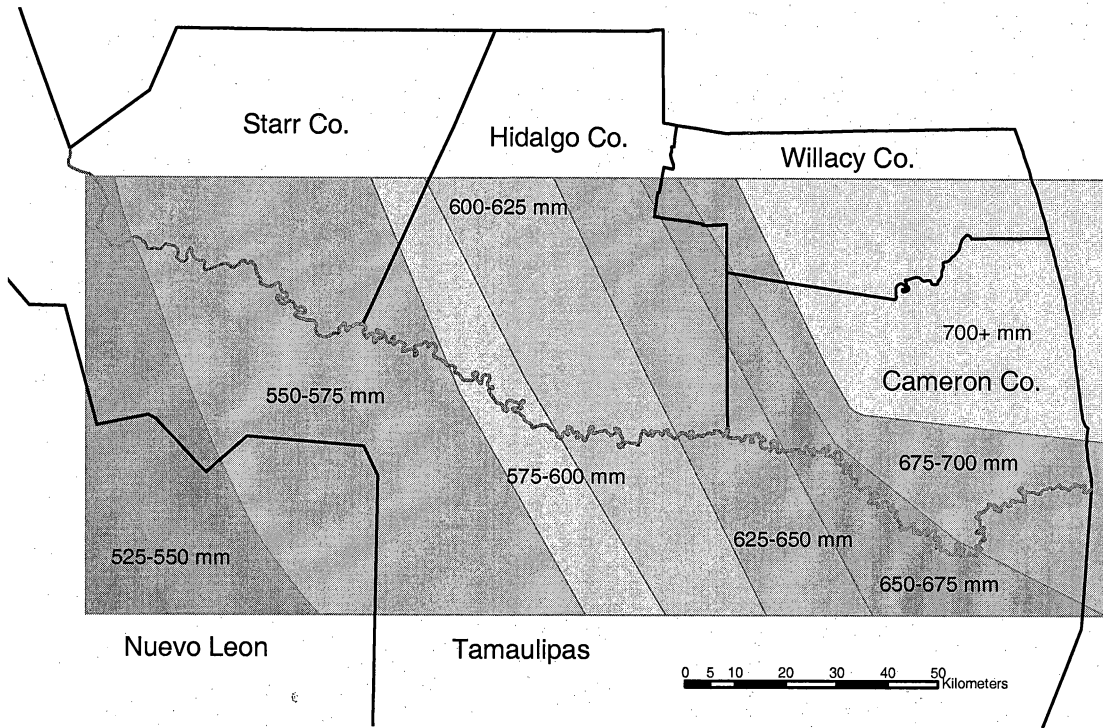 Starr Co.
Hidalgo Co.
Willacy Co.
600-625 mm
700+ mm
Cameron Co.
550-575 mm
575-600 mm
675-700 mm
625-650 mm
525-550 mm
650-675 mm
Nuevo Leon
Tamaulipas
0 5 10 20 30 40 50
Kilometers